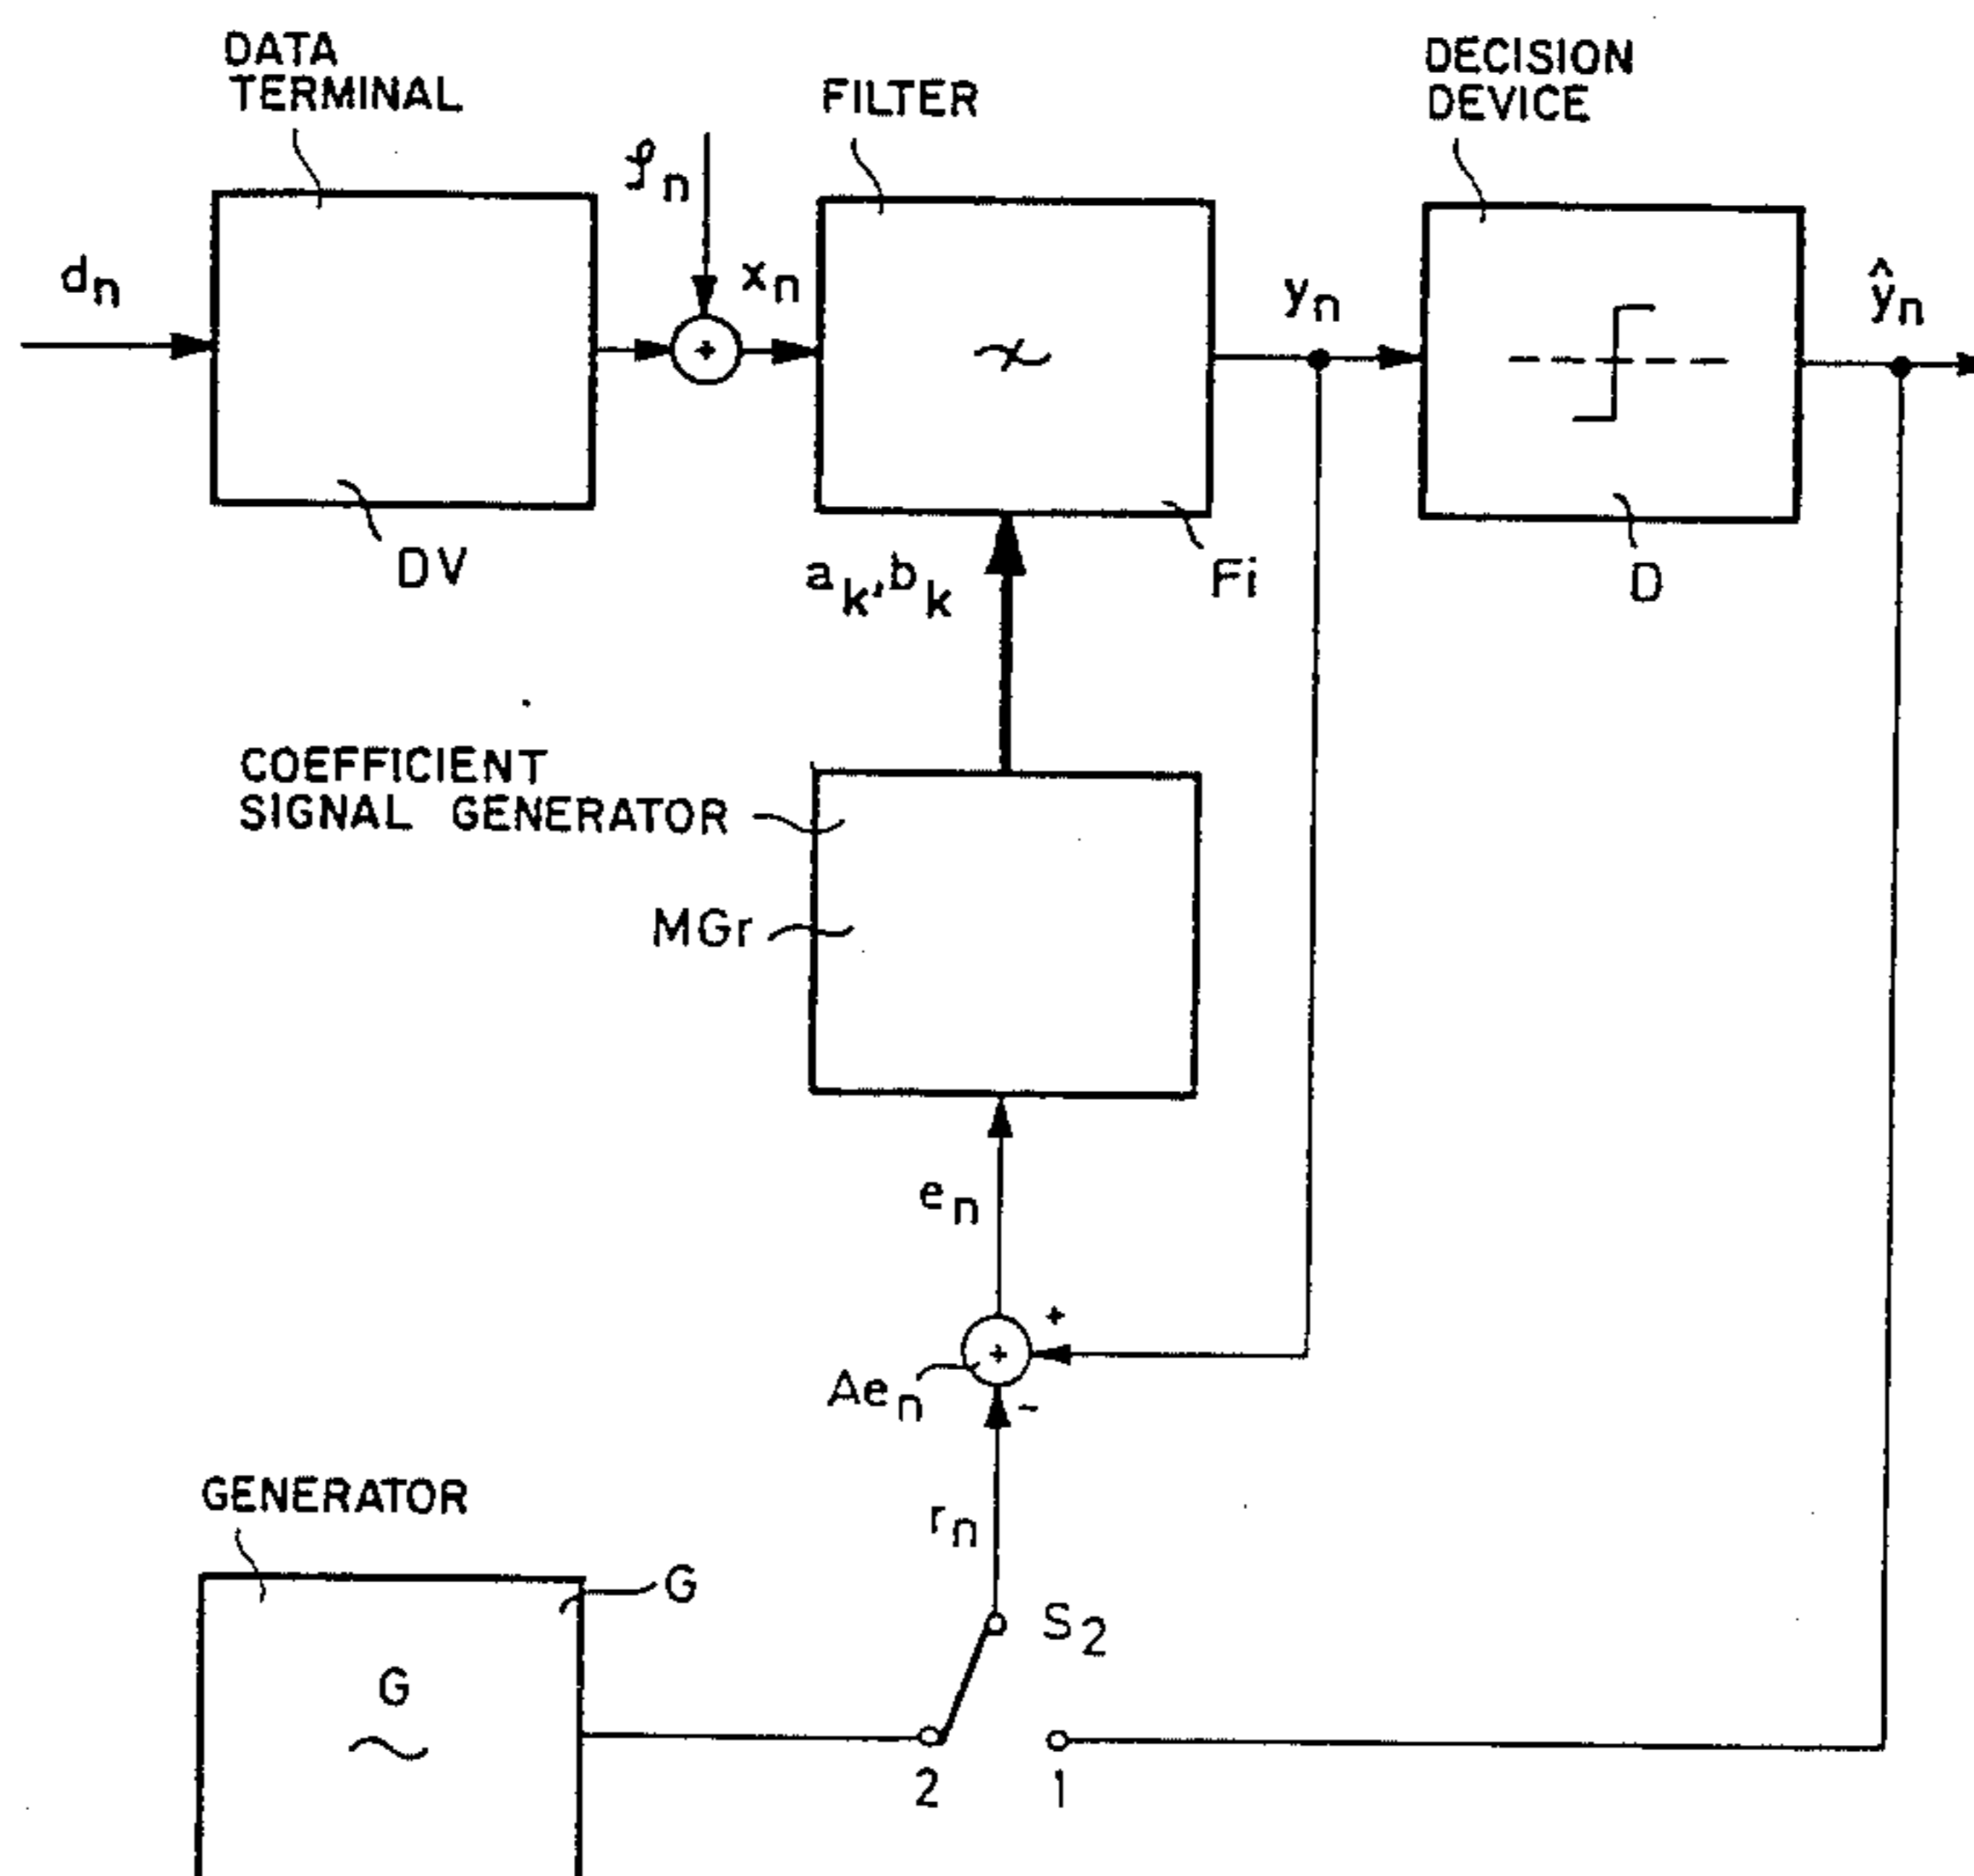 DATA
TERMINAL
FILTER
DECISION
DEVICE
dₙ
𝒮ₙ
xₙ
yₙ
ŷₙ
DV
aₖ,bₖ
Fi
D
COEFFICIENT
SIGNAL GENERATOR
MGr
eₙ
+
+
Aeₙ
-
GENERATOR
rₙ
G
S₂
G
2
1